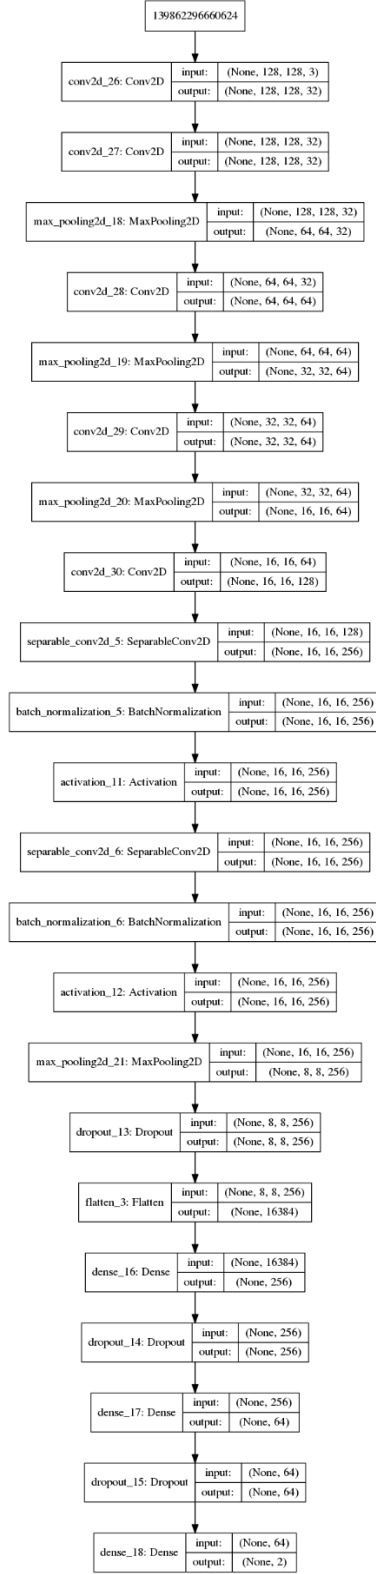 139862296660624
conv2d_26: Conv2D input: (None, 128, 128, 3)
output: (None, 128, 128, 32)
conv2d_27: Conv2D input: (None, 128, 128, 32)
output: (None, 128, 128, 32)
max_pooling2d_18: MaxPooling2D input: (None, 128, 128, 32)
output: (None, 64, 64, 32)
conv2d_28: Conv2D input: (None, 64, 64, 32)
output: (None, 64, 64, 64)
max_pooling2d_19: MaxPooling2D input: (None, 64, 64, 64)
output: (None, 32, 32, 64)
conv2d_29: Conv2D input: (None, 32, 32, 64)
output: (None, 32, 32, 64)
max_pooling2d_20: MaxPooling2D input: (None, 32, 32, 64)
output: (None, 16, 16, 64)
conv2d_30: Conv2D input: (None, 16, 16, 64)
output: (None, 16, 16, 128)
separable_conv2d_5: SeparableConv2D input: (None, 16, 16, 128)
output: (None, 16, 16, 256)
batch_normalization_5: BatchNormalization input: (None, 16, 16, 256)
output: (None, 16, 16, 256)
activation_11: Activation input: (None, 16, 16, 256)
output: (None, 16, 16, 256)
separable_conv2d_6: SeparableConv2D input: (None, 16, 16, 256)
output: (None, 16, 16, 256)
batch_normalization_6: BatchNormalization input: (None, 16, 16, 256)
output: (None, 16, 16, 256)
activation_12: Activation input: (None, 16, 16, 256)
output: (None, 16, 16, 256)
max_pooling2d_21: MaxPooling2D input: (None, 16, 16, 256)
output: (None, 8, 8, 256)
dropout_13: Dropout input: (None, 8, 8, 256)
output: (None, 8, 8, 256)
flatten_3: Flatten input: (None, 8, 8, 256)
output: (None, 16384)
dense_16: Dense input: (None, 16384)
output: (None, 256)
dropout_14: Dropout input: (None, 256)
output: (None, 256)
dense_17: Dense input: (None, 256)
output: (None, 64)
dropout_15: Dropout input: (None, 64)
output: (None, 64)
dense_18: Dense input: (None, 64)
output: (None, 2)